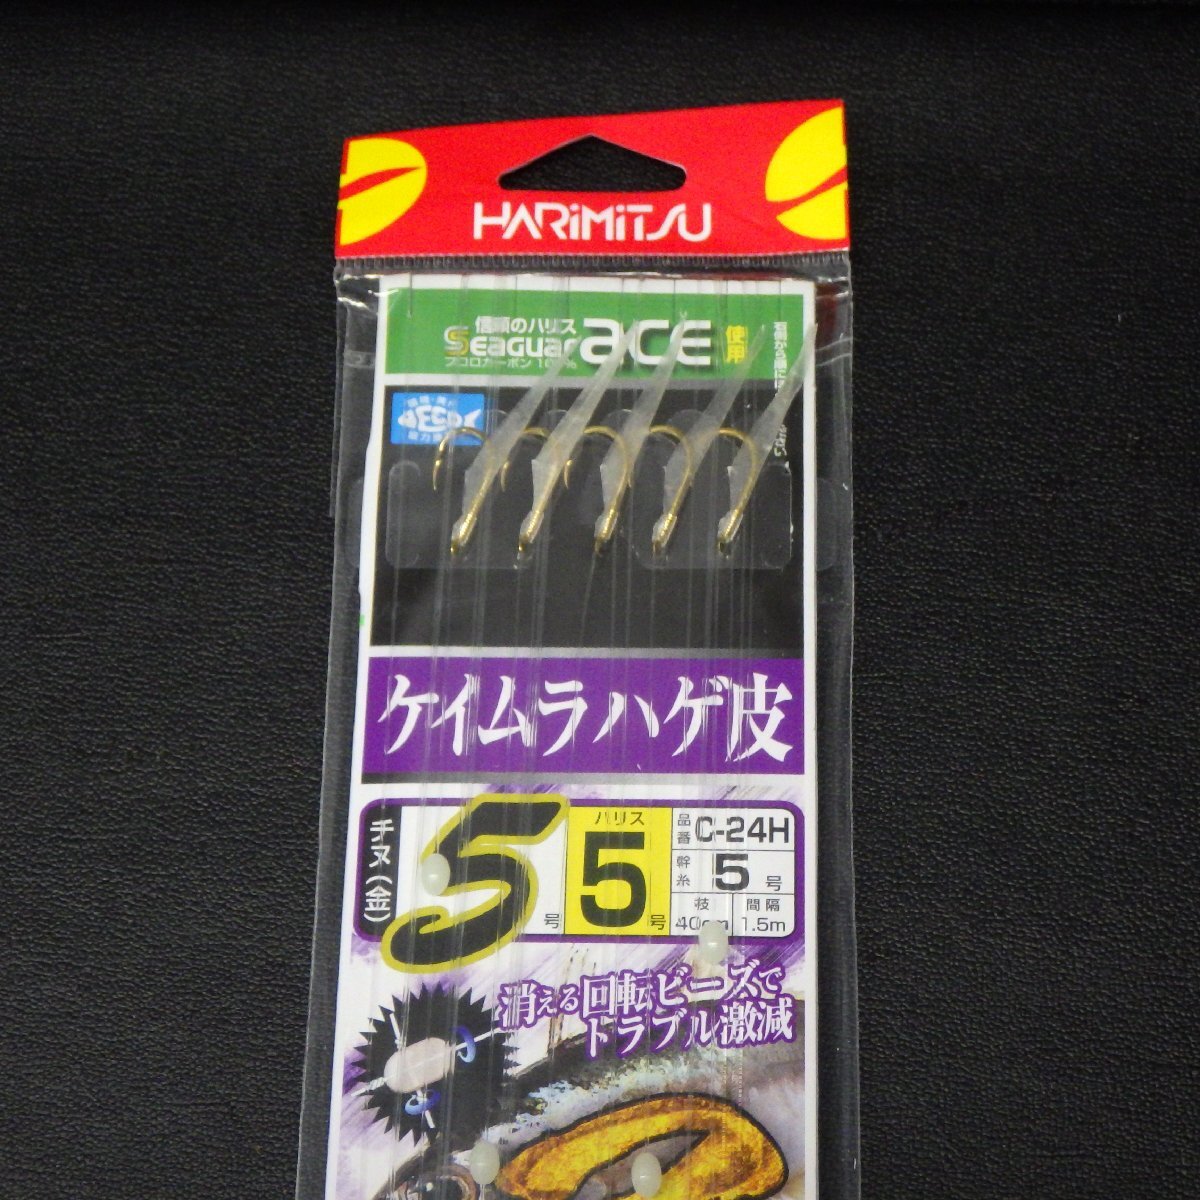 HARiMiTSU
信頼のハリス
SEAGUAR ACE 使用
フロロカーボン 100%
ケイムラハゲ皮
チヌ(金) 5号
ハリス 5号
品番 C-24H
幹糸 5号
枝 40cm 間隔 1.5m
消える回転ビーズで
トラブル激減